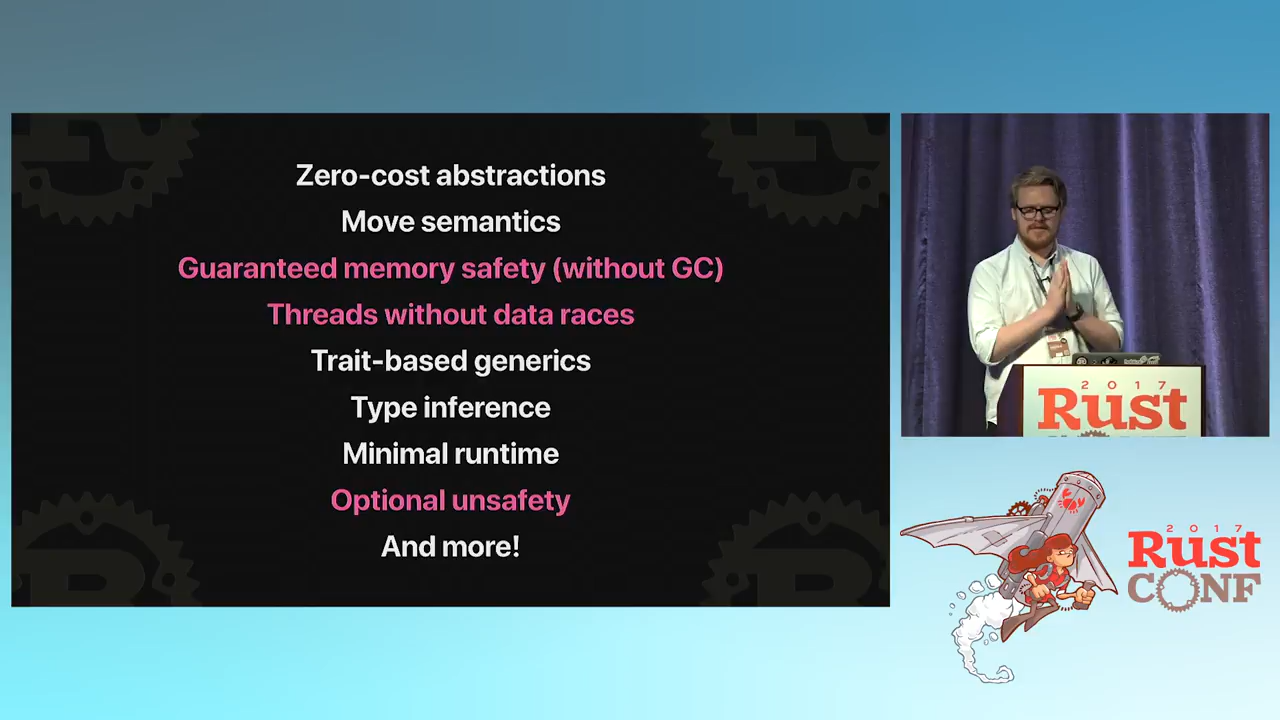 Zero-cost abstractions
Move semantics
Guaranteed memory safety (without GC)
Threads without data races
Trait-based generics
Type inference
Minimal runtime
Optional unsafety
And more!
2017
Rust
2017
Rust
CONF